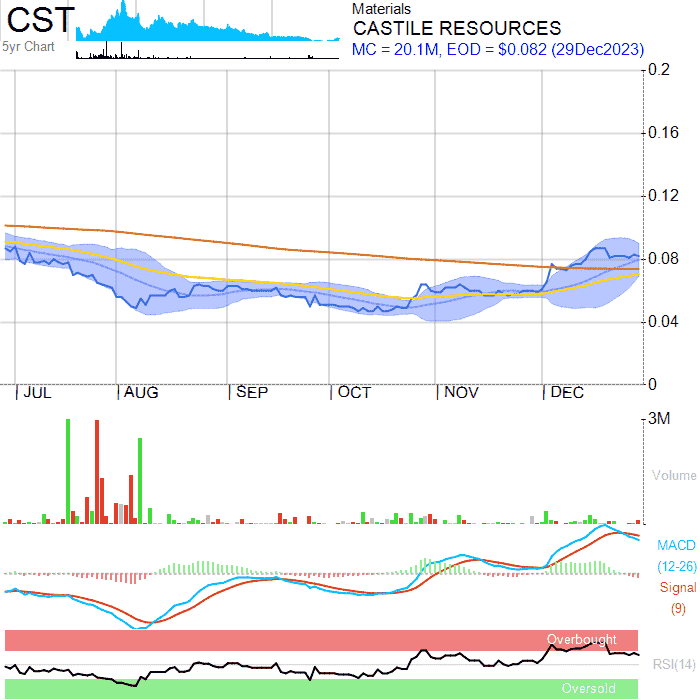 CST
5yr Chart
Materials
CASTILE RESOURCES
MC = 20.1M, EOD = $0.082 (29Dec2023)
0.2
0.16
0.12
0.08
0.04
0
JUL AUG SEP OCT NOV DEC
3M
Volume
MACD
(12-26)
Signal
(9)
Overbought
RSI(14)
Oversold